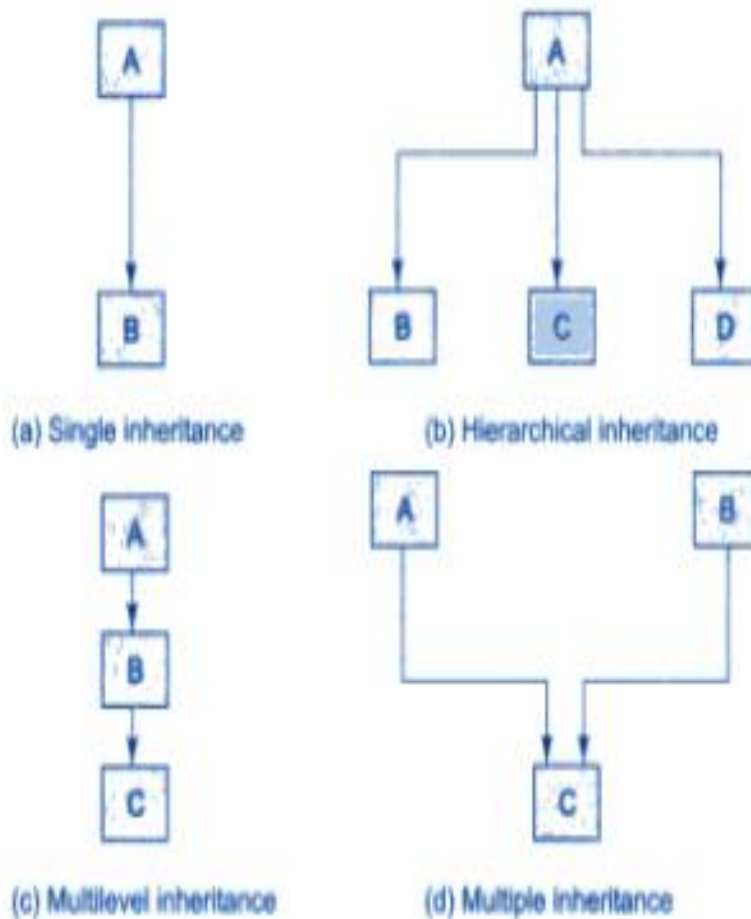 A
A
B
B
C
D
(a) Single inheritance
(b) Hierarchical inheritance
A
A
B
B
C
C
(c) Multilevel inheritance
(d) Multiple inheritance